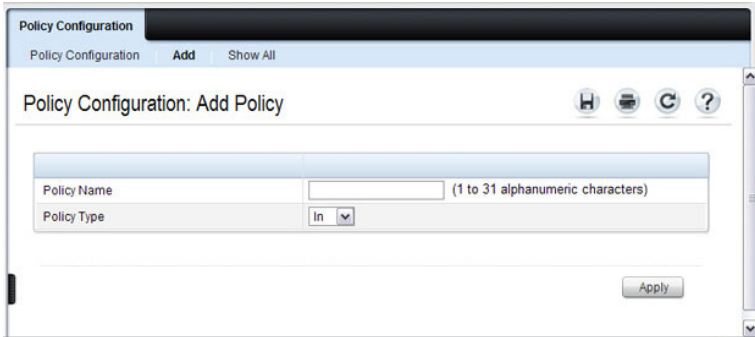 Policy Configuration
Policy Configuration Add Show All
Policy Configuration: Add Policy
?
Policy Name (1 to 31 alphanumeric characters)
Policy Type In
Apply